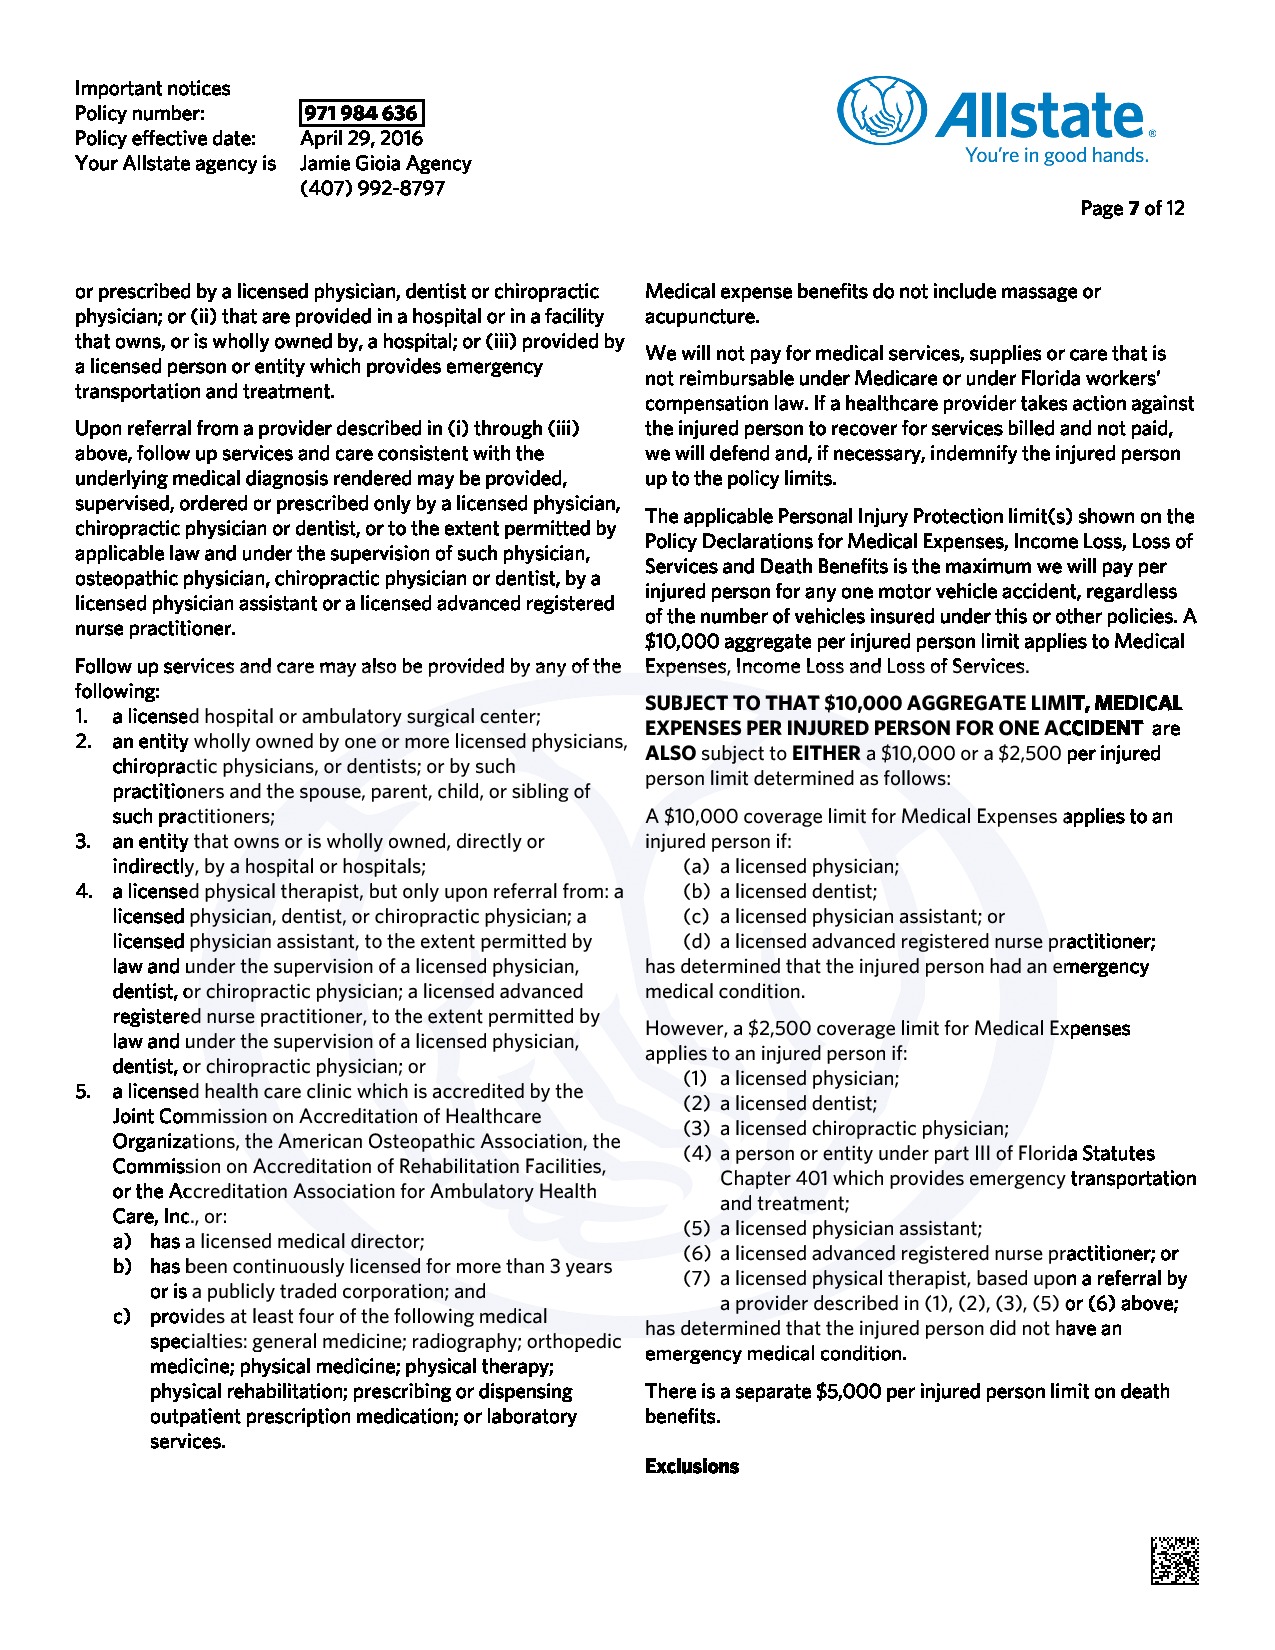 Important notices
Policy number: 971 984 636
Policy effective date: April 29, 2016
Your Allstate agency is Jamie Gioia Agency
(407) 992-8797
Allstate®
You're in good hands.
Page 7 of 12
or prescribed by a licensed physician, dentist or chiropractic
physician; or (ii) that are provided in a hospital or in a facility
that owns, or is wholly owned by, a hospital; or (iii) provided by
a licensed person or entity which provides emergency
transportation and treatment.
Upon referral from a provider described in (i) through (iii)
above, follow up services and care consistent with the
underlying medical diagnosis rendered may be provided,
supervised, ordered or prescribed only by a licensed physician,
chiropractic physician or dentist, or to the extent permitted by
applicable law and under the supervision of such physician,
osteopathic physician, chiropractic physician or dentist, by a
licensed physician assistant or a licensed advanced registered
nurse practitioner.
Follow up services and care may also be provided by any of the
following:
1. a licensed hospital or ambulatory surgical center;
2. an entity wholly owned by one or more licensed physicians,
chiropractic physicians, or dentists; or by such
practitioners and the spouse, parent, child, or sibling of
such practitioners;
3. an entity that owns or is wholly owned, directly or
indirectly, by a hospital or hospitals;
4. a licensed physical therapist, but only upon referral from: a
licensed physician, dentist, or chiropractic physician; a
licensed physician assistant, to the extent permitted by
law and under the supervision of a licensed physician,
dentist, or chiropractic physician; a licensed advanced
registered nurse practitioner, to the extent permitted by
law and under the supervision of a licensed physician,
dentist, or chiropractic physician; or
5. a licensed health care clinic which is accredited by the
Joint Commission on Accreditation of Healthcare
Organizations, the American Osteopathic Association, the
Commission on Accreditation of Rehabilitation Facilities,
or the Accreditation Association for Ambulatory Health
Care, Inc., or:
a) has a licensed medical director;
b) has been continuously licensed for more than 3 years
or is a publicly traded corporation; and
c) provides at least four of the following medical
specialties: general medicine; radiography; orthopedic
medicine; physical medicine; physical therapy;
physical rehabilitation; prescribing or dispensing
outpatient prescription medication; or laboratory
services.
Medical expense benefits do not include massage or
acupuncture.
We will not pay for medical services, supplies or care that is
not reimbursable under Medicare or under Florida workers'
compensation law. If a healthcare provider takes action against
the injured person to recover for services billed and not paid,
we will defend and, if necessary, indemnify the injured person
up to the policy limits.
The applicable Personal Injury Protection limit(s) shown on the
Policy Declarations for Medical Expenses, Income Loss, Loss of
Services and Death Benefits is the maximum we will pay per
injured person for any one motor vehicle accident, regardless
of the number of vehicles insured under this or other policies. A
$10,000 aggregate per injured person limit applies to Medical
Expenses, Income Loss and Loss of Services.
SUBJECT TO THAT $10,000 AGGREGATE LIMIT, MEDICAL
EXPENSES PER INJURED PERSON FOR ONE ACCIDENT are
ALSO subject to EITHER a $10,000 or a $2,500 per injured
person limit determined as follows:
A $10,000 coverage limit for Medical Expenses applies to an
injured person if:
(a) a licensed physician;
(b) a licensed dentist;
(c) a licensed physician assistant; or
(d) a licensed advanced registered nurse practitioner;
has determined that the injured person had an emergency
medical condition.
However, a $2,500 coverage limit for Medical Expenses
applies to an injured person if:
(1) a licensed physician;
(2) a licensed dentist;
(3) a licensed chiropractic physician;
(4) a person or entity under part III of Florida Statutes
Chapter 401 which provides emergency transportation
and treatment;
(5) a licensed physician assistant;
(6) a licensed advanced registered nurse practitioner; or
(7) a licensed physical therapist, based upon a referral by
a provider described in (1), (2), (3), (5) or (6) above;
has determined that the injured person did not have an
emergency medical condition.
There is a separate $5,000 per injured person limit on death
benefits.
Exclusions